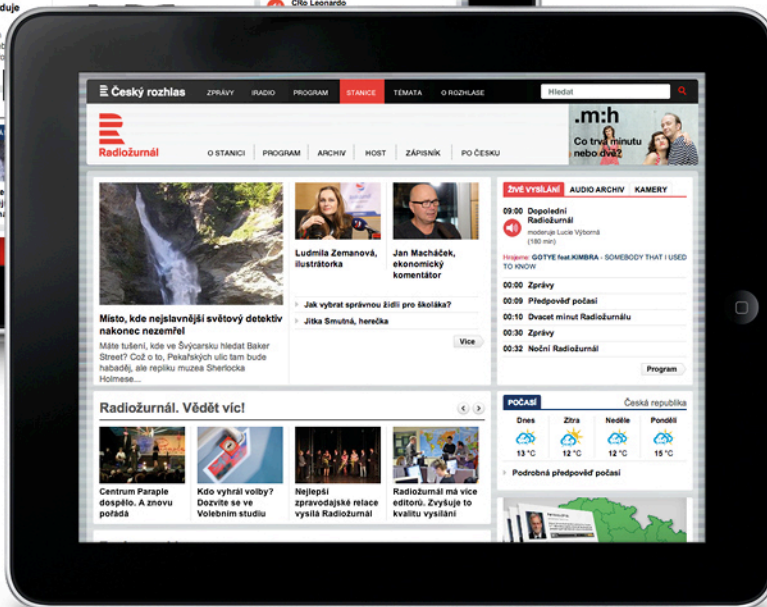 duje
ČRo Leonardo
Český rozhlas
ZPRÁVY IRADIO PROGRAM STANICE TÉMATA O ROZHLASE
Hledat
Radiožurnál
O STANICI PROGRAM ARCHIV HOST ZÁPISNÍK PO ČESKU
.m:h
Co trvá minutu
nebo dvě?
Místo, kde nejslavnější světový detektiv
nakonec nezemřel
Máte tušení, kde ve Švýcarsku hledat Baker
Street? Což o to, Pekařských ulic tam bude
habaděj, ale repliku muzea Sherlocka
Holmese...
Ludmila Zemanová,
ilustrátorka
Jan Macháček,
ekonomický
komentátor
Jak vybrat správnou židli pro školáka?
Jitka Smutná, herečka
Více
ŽIVÉ VYSÍLÁNÍ AUDIO ARCHIV KAMERY
09:00 Dopolední
Radiožurnál
moderuje Lucie Výborná
(180 min)
Hrajeme: GOTYE feat.KIMBRA - SOMEBODY THAT I USED
TO KNOW
00:00 Zprávy
00:09 Předpověď počasí
00:10 Dvacet minut Radiožurnálu
00:30 Zprávy
00:32 Noční Radiožurnál
Program
Radiožurnál. Vědět víc!
Centrum Paraple
dospělo. A znovu
pořádá
Kdo vyhrál volby?
Dozvíte se ve
Volebním studiu
Nejlepší
zpravodajské relace
vysílá Radiožurnál
Radiožurnál má více
editorů. Zvyšuje to
kvalitu vysílání
POČASÍ Česká republika
Dnes Zítra Neděle Pondělí
13 °C 12 °C 12 °C 15 °C
Podrobná předpověď počasí